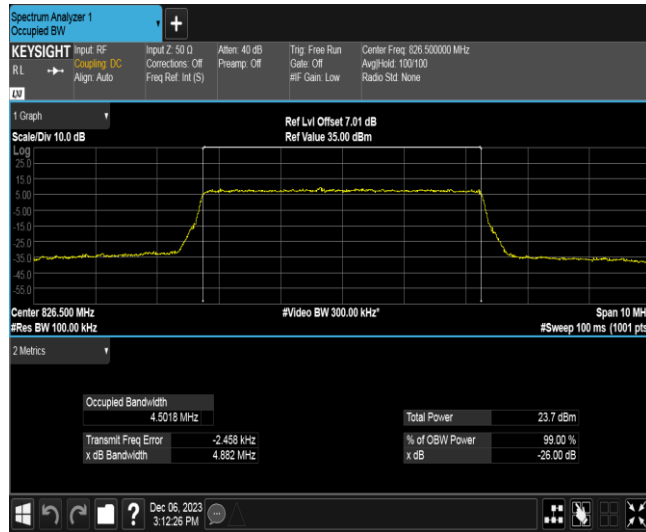 Spectrum Analyzer 1
Occupied BW
+
KEYSIGHT
Input: RF
Coupling: DC
Align: Auto
Input Z: 50 Ω
Corrections: Off
Freq Ref: Int (S)
Atten: 40 dB
Preamp: Off
Trig: Free Run
Gate: Off
#IF Gain: Low
Center Freq: 826.500000 MHz
Avg|Hold: 100/100
Radio Std: None
RL
LXI
1 Graph
Scale/Div 10.0 dB
Ref Lvl Offset 7.01 dB
Ref Value 35.00 dBm
Log
25.0
15.0
5.00
-5.00
-15.0
-25.0
-35.0
-45.0
-55.0
Center 826.500 MHz
#Video BW 300.00 kHz*
Span 10 MH
#Res BW 100.00 kHz
#Sweep 100 ms (1001 pts
2 Metrics
Occupied Bandwidth
4.5018 MHz
Total Power 23.7 dBm
Transmit Freq Error -2.458 kHz
% of OBW Power 99.00 %
x dB Bandwidth 4.882 MHz
x dB -26.00 dB
?
Dec 06, 2023
3:12:26 PM